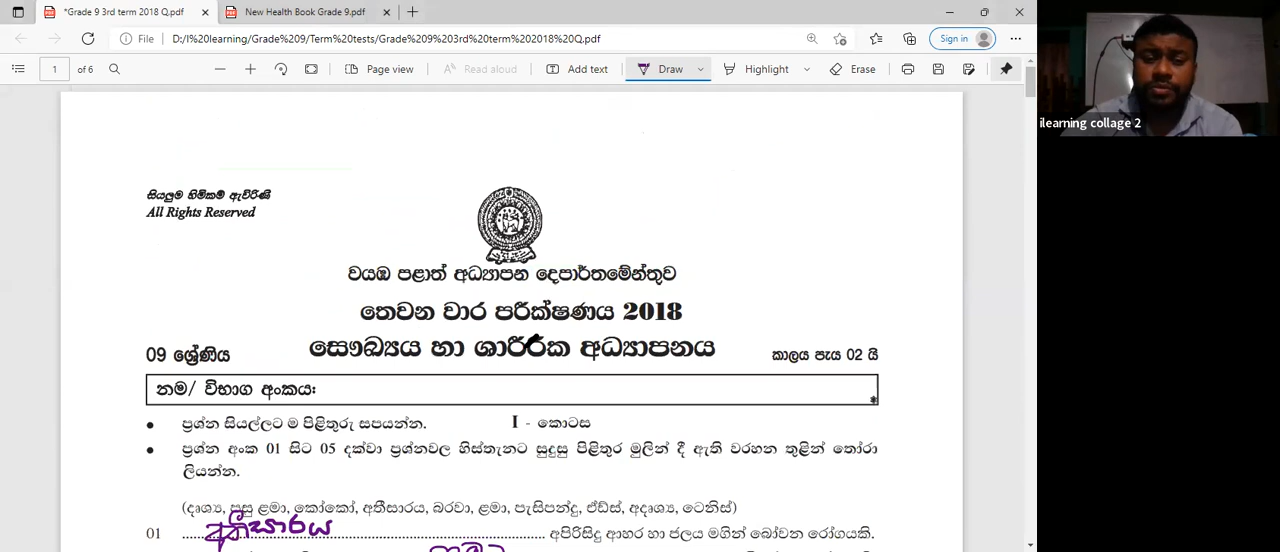 *Grade 9 3rd term 2018 Q.pdf
New Health Book Grade 9.pdf
File
D:/I%20learning/Grade%209/Term%20tests/Grade%209%203rd%20term%202018%20Q.pdf
Sign in
1 of 6
Page view
Read aloud
Add text
Draw
Highlight
Erase
ilearning collage 2
සියලුම හිමිකම් ඇවිරිණි
All Rights Reserved
වයඹ පළාත් අධ්‍යාපන දෙපාර්තමේන්තුව
තෙවන වාර පරීක්ෂණය 2018
09 ශ්‍රේණිය
සෞඛ්‍යය හා ශාරීරික අධ්‍යාපනය
කාලය පැය 02 යි
නම/ විභාග අංකය:
• ප්‍රශ්න සියල්ලට ම පිළිතුරු සපයන්න.
I - කොටස
• ප්‍රශ්න අංක 01 සිට 05 දක්වා ප්‍රශ්නවල හිස්තැනට සුදුසු පිළිතුර මුලින් දී ඇති වරහන තුළින් තෝරා
ලියන්න.
(දෘශ්‍ය, පුසු ළමා, කෝකෝ, අතීසාරය, බරවා, ළමා, පැසිපන්දු, ඒඩ්ස්, අදෘශ්‍ය, ටෙනිස්)
01 අතීසාරය අපිරිසිදු ආහර හා ජලය මගින් බෝවන රෝගයකි.